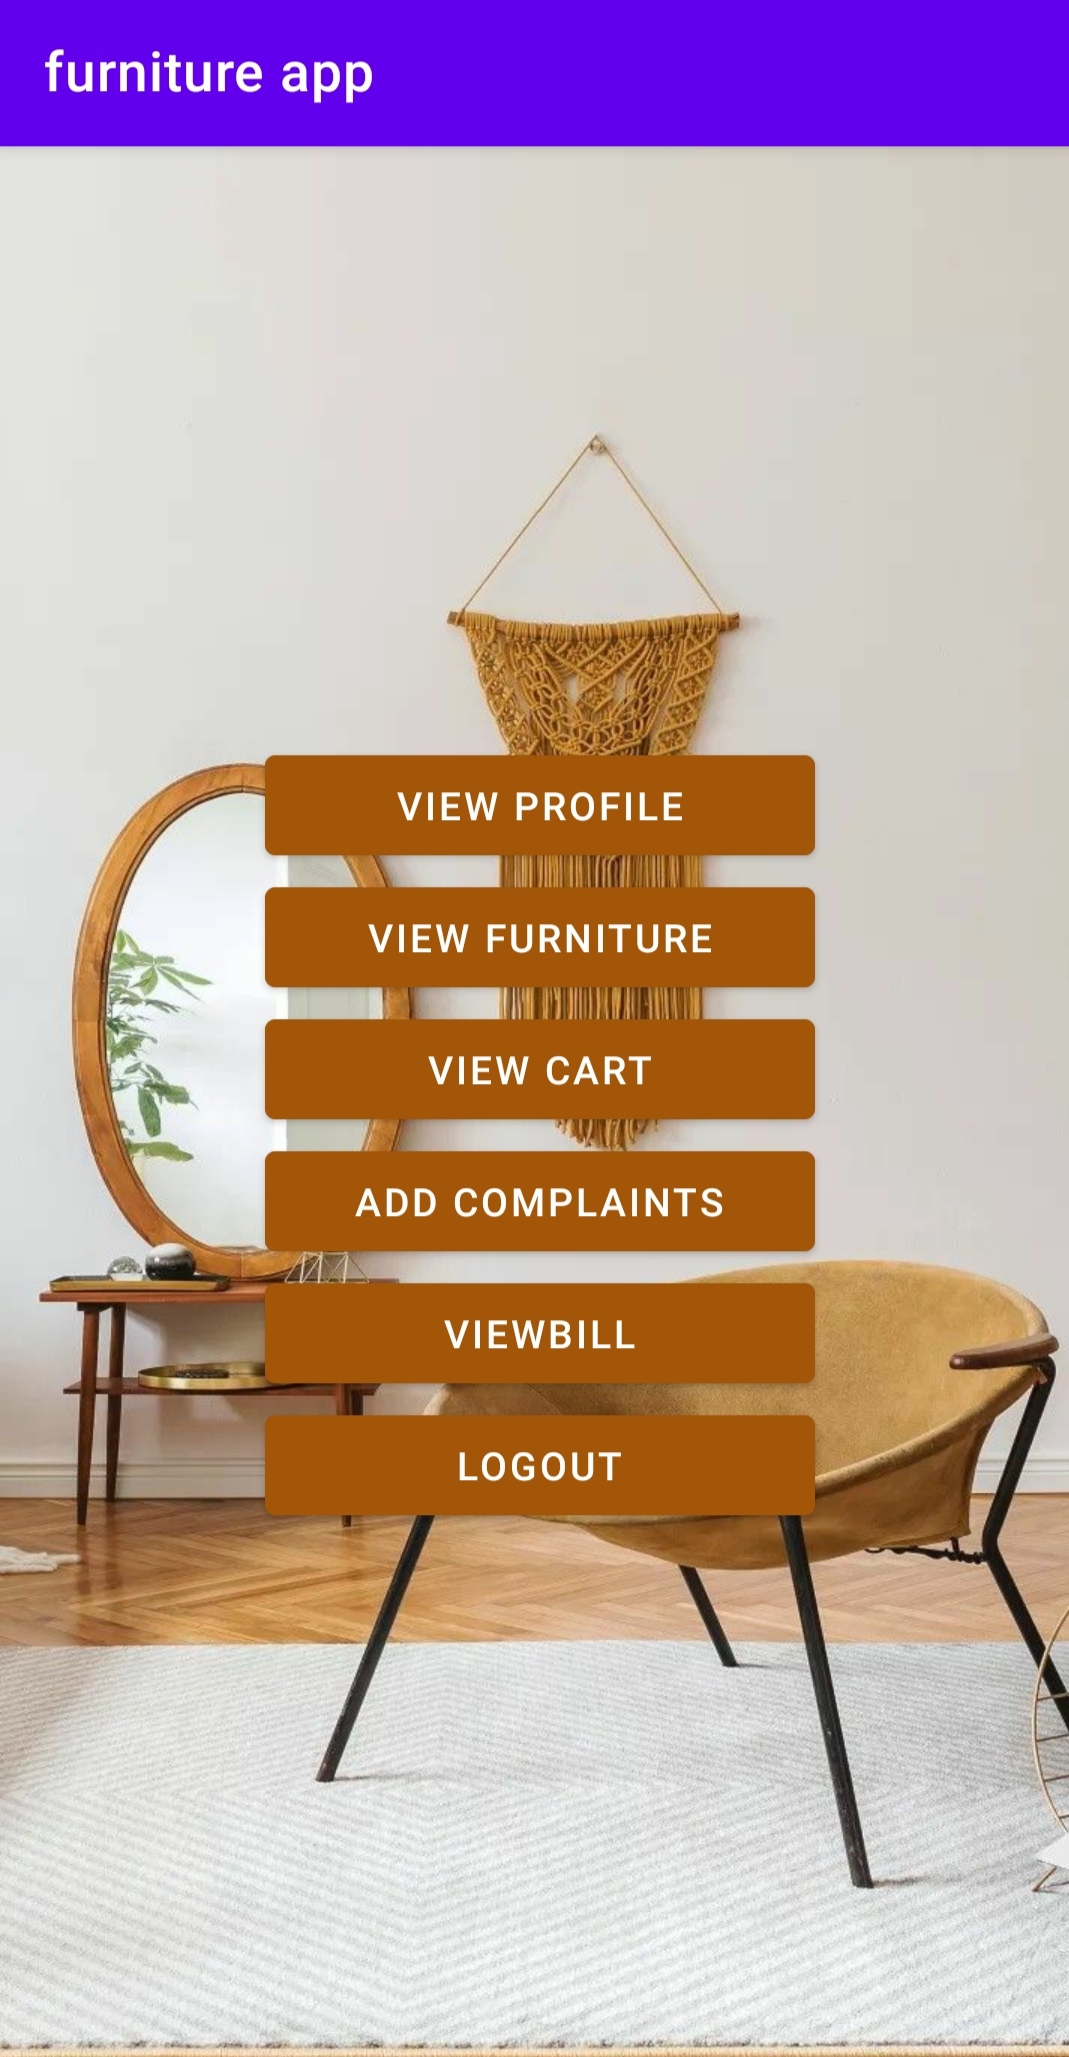 furniture app
VIEW PROFILE
VIEW FURNITURE
VIEW CART
ADD COMPLAINTS
VIEWBILL
LOGOUT